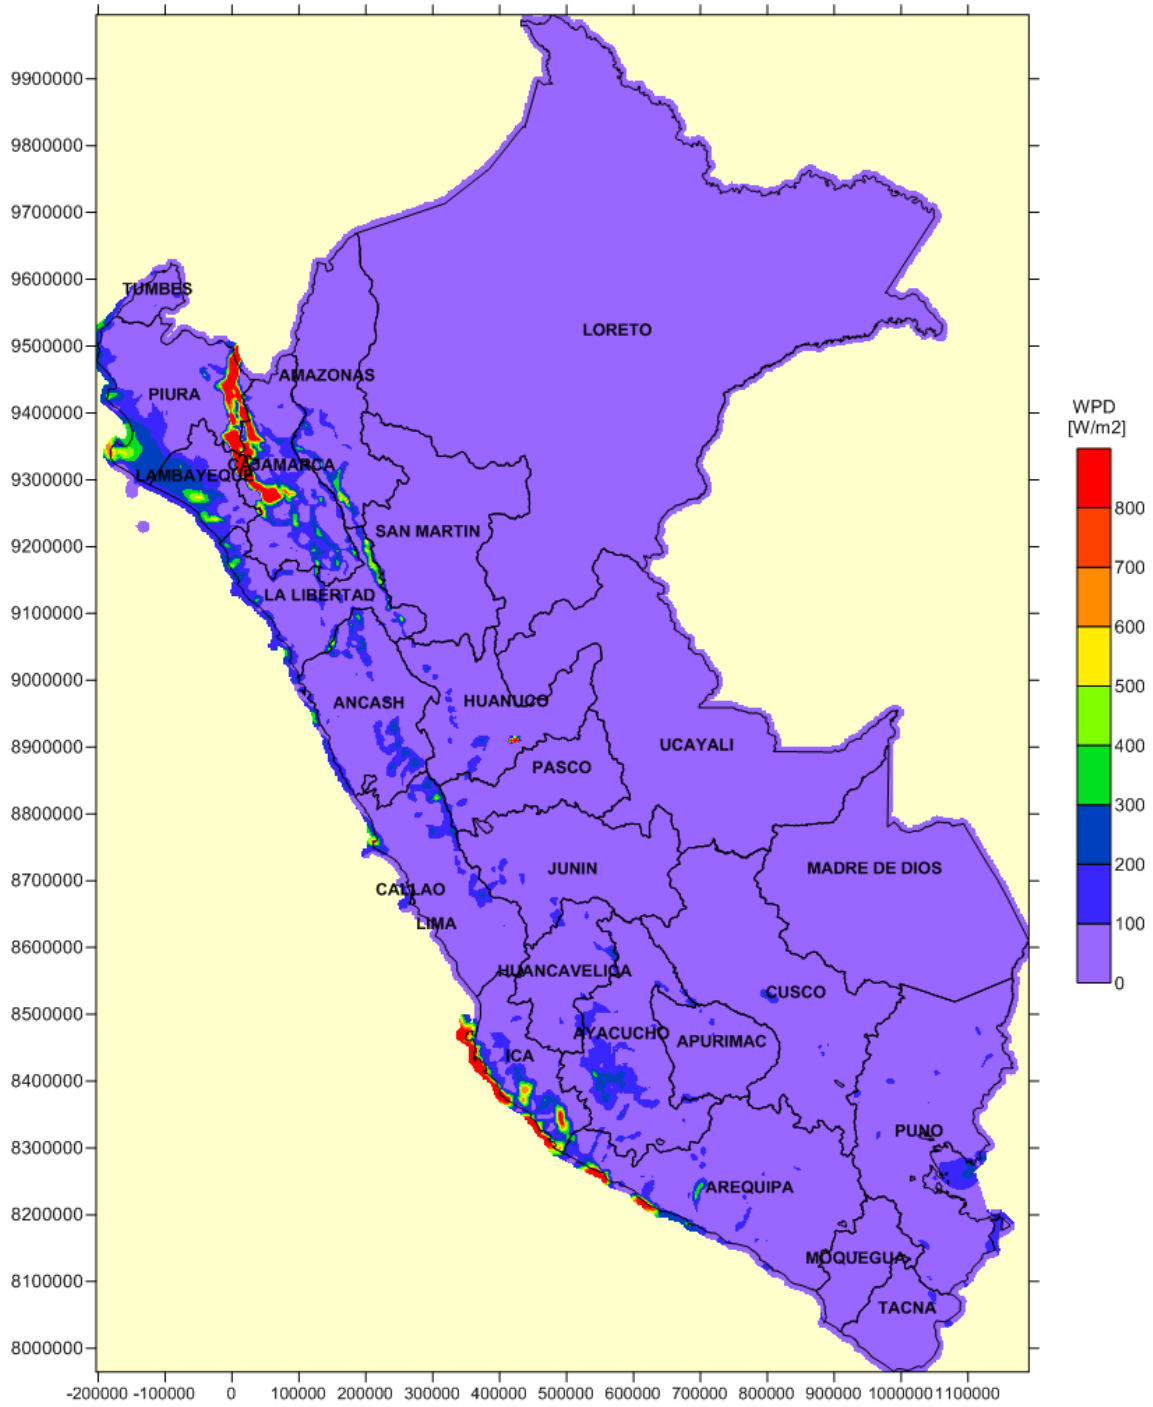 9900000
9800000
9700000
9600000
9500000
9400000
9300000
9200000
9100000
9000000
8900000
8800000
8700000
8600000
8500000
8400000
8300000
8200000
8100000
8000000
TUMBES
LORETO
AMAZONAS
PIURA
CAJAMARCA
LAMBAYEQUE
SAN MARTIN
LA LIBERTAD
ANCASH
HUANUCO
UCAYALI
PASCO
JUNIN
MADRE DE DIOS
CALLAO
LIMA
HUANCAVELICA
CUSCO
AYACUCHO
APURIMAC
ICA
PUNO
AREQUIPA
MOQUEGUA
TACNA
WPD
[W/m2]
800
700
600
500
400
300
200
100
0
-200000 -100000 0 100000 200000 300000 400000 500000 600000 700000 800000 900000 1000000 1100000